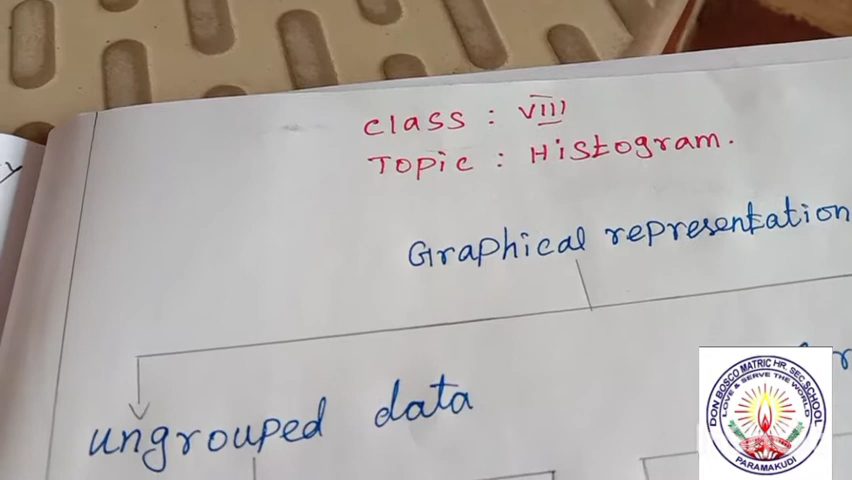 Class : VIII
Topic : Histogram.
Graphical representation
ungrouped data
DON BOSCO MATRIC HR. SEC SCHOOL
LOVE & SERVE THE WORLD
PARAMAKUDI